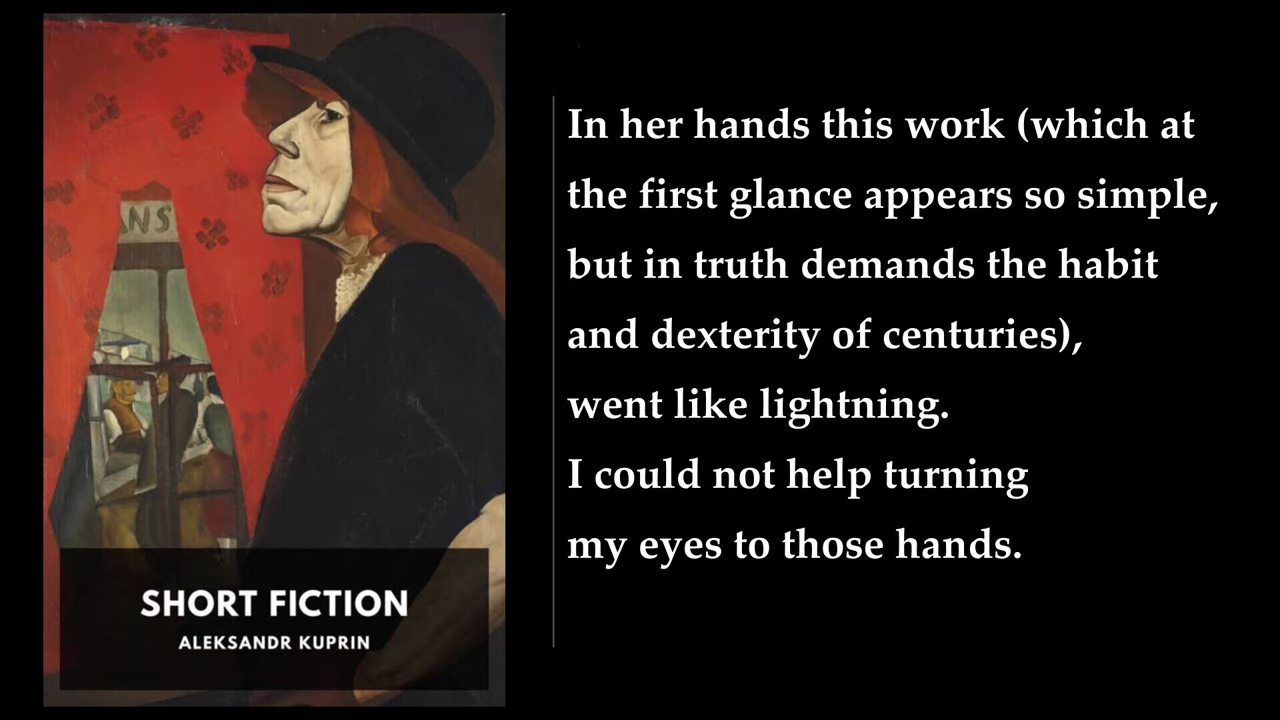 NS
SHORT FICTION
ALEKSANDR KUPRIN
In her hands this work (which at
the first glance appears so simple,
but in truth demands the habit
and dexterity of centuries),
went like lightning.
I could not help turning
my eyes to those hands.